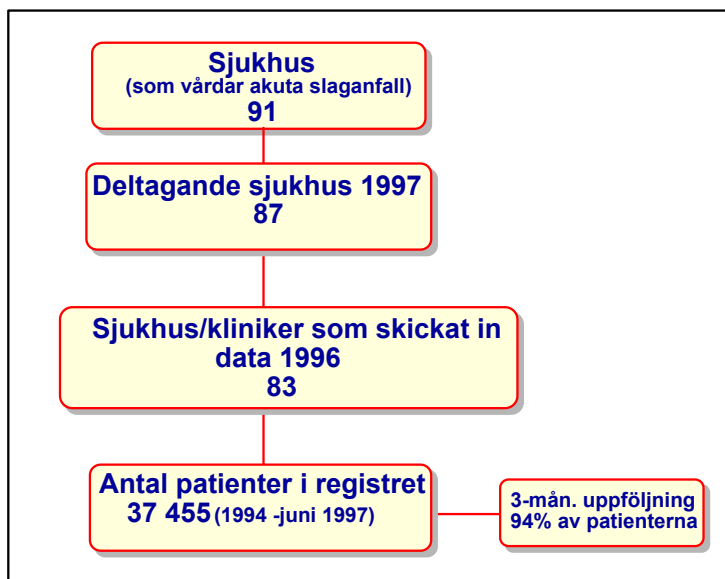 Sjukhus
(som vårdar akuta slaganfall)
91
Deltagande sjukhus 1997
87
Sjukhus/kliniker som skickat in
data 1996
83
Antal patienter i registret
37 455 (1994 -juni 1997)
3-mån. uppföljning
94% av patienterna